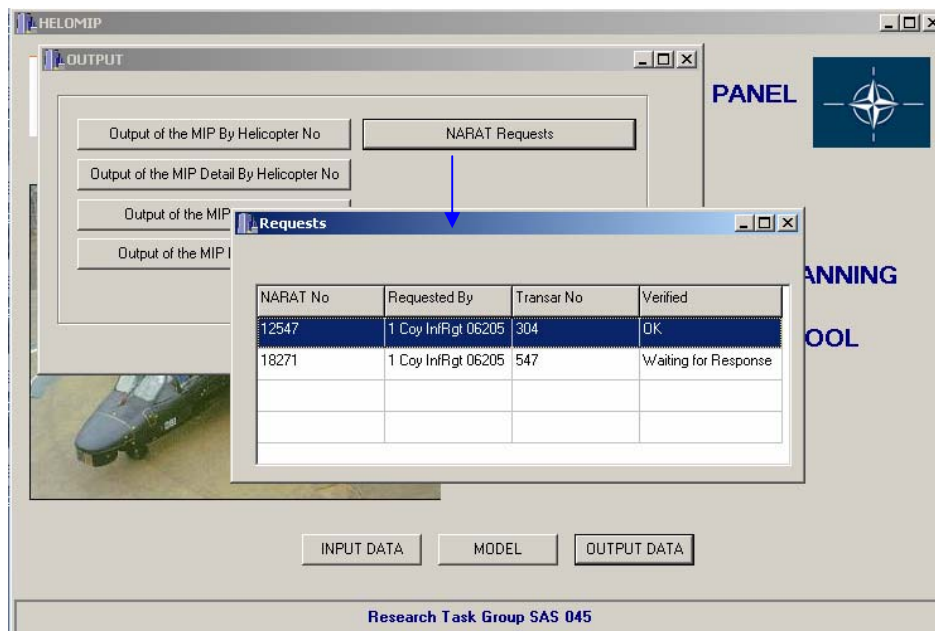 HELOMIP
OUTPUT
PANEL
Output of the MIP By Helicopter No
NARAT Requests
Output of the MIP Detail By Helicopter No
Output of the MIP
Output of the MIP
Requests
ANNING
OOL
NARAT No Requested By Transar No Verified
12547 1 Coy InfRgt 06205 304 OK
18271 1 Coy InfRgt 06205 547 Waiting for Response
INPUT DATA MODEL OUTPUT DATA
Research Task Group SAS 045